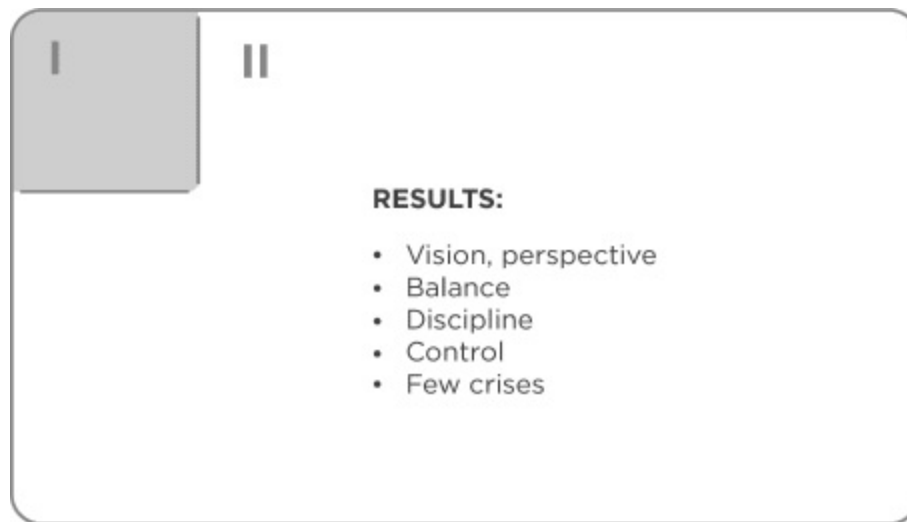 I II
RESULTS:
• Vision, perspective
• Balance
• Discipline
• Control
• Few crises